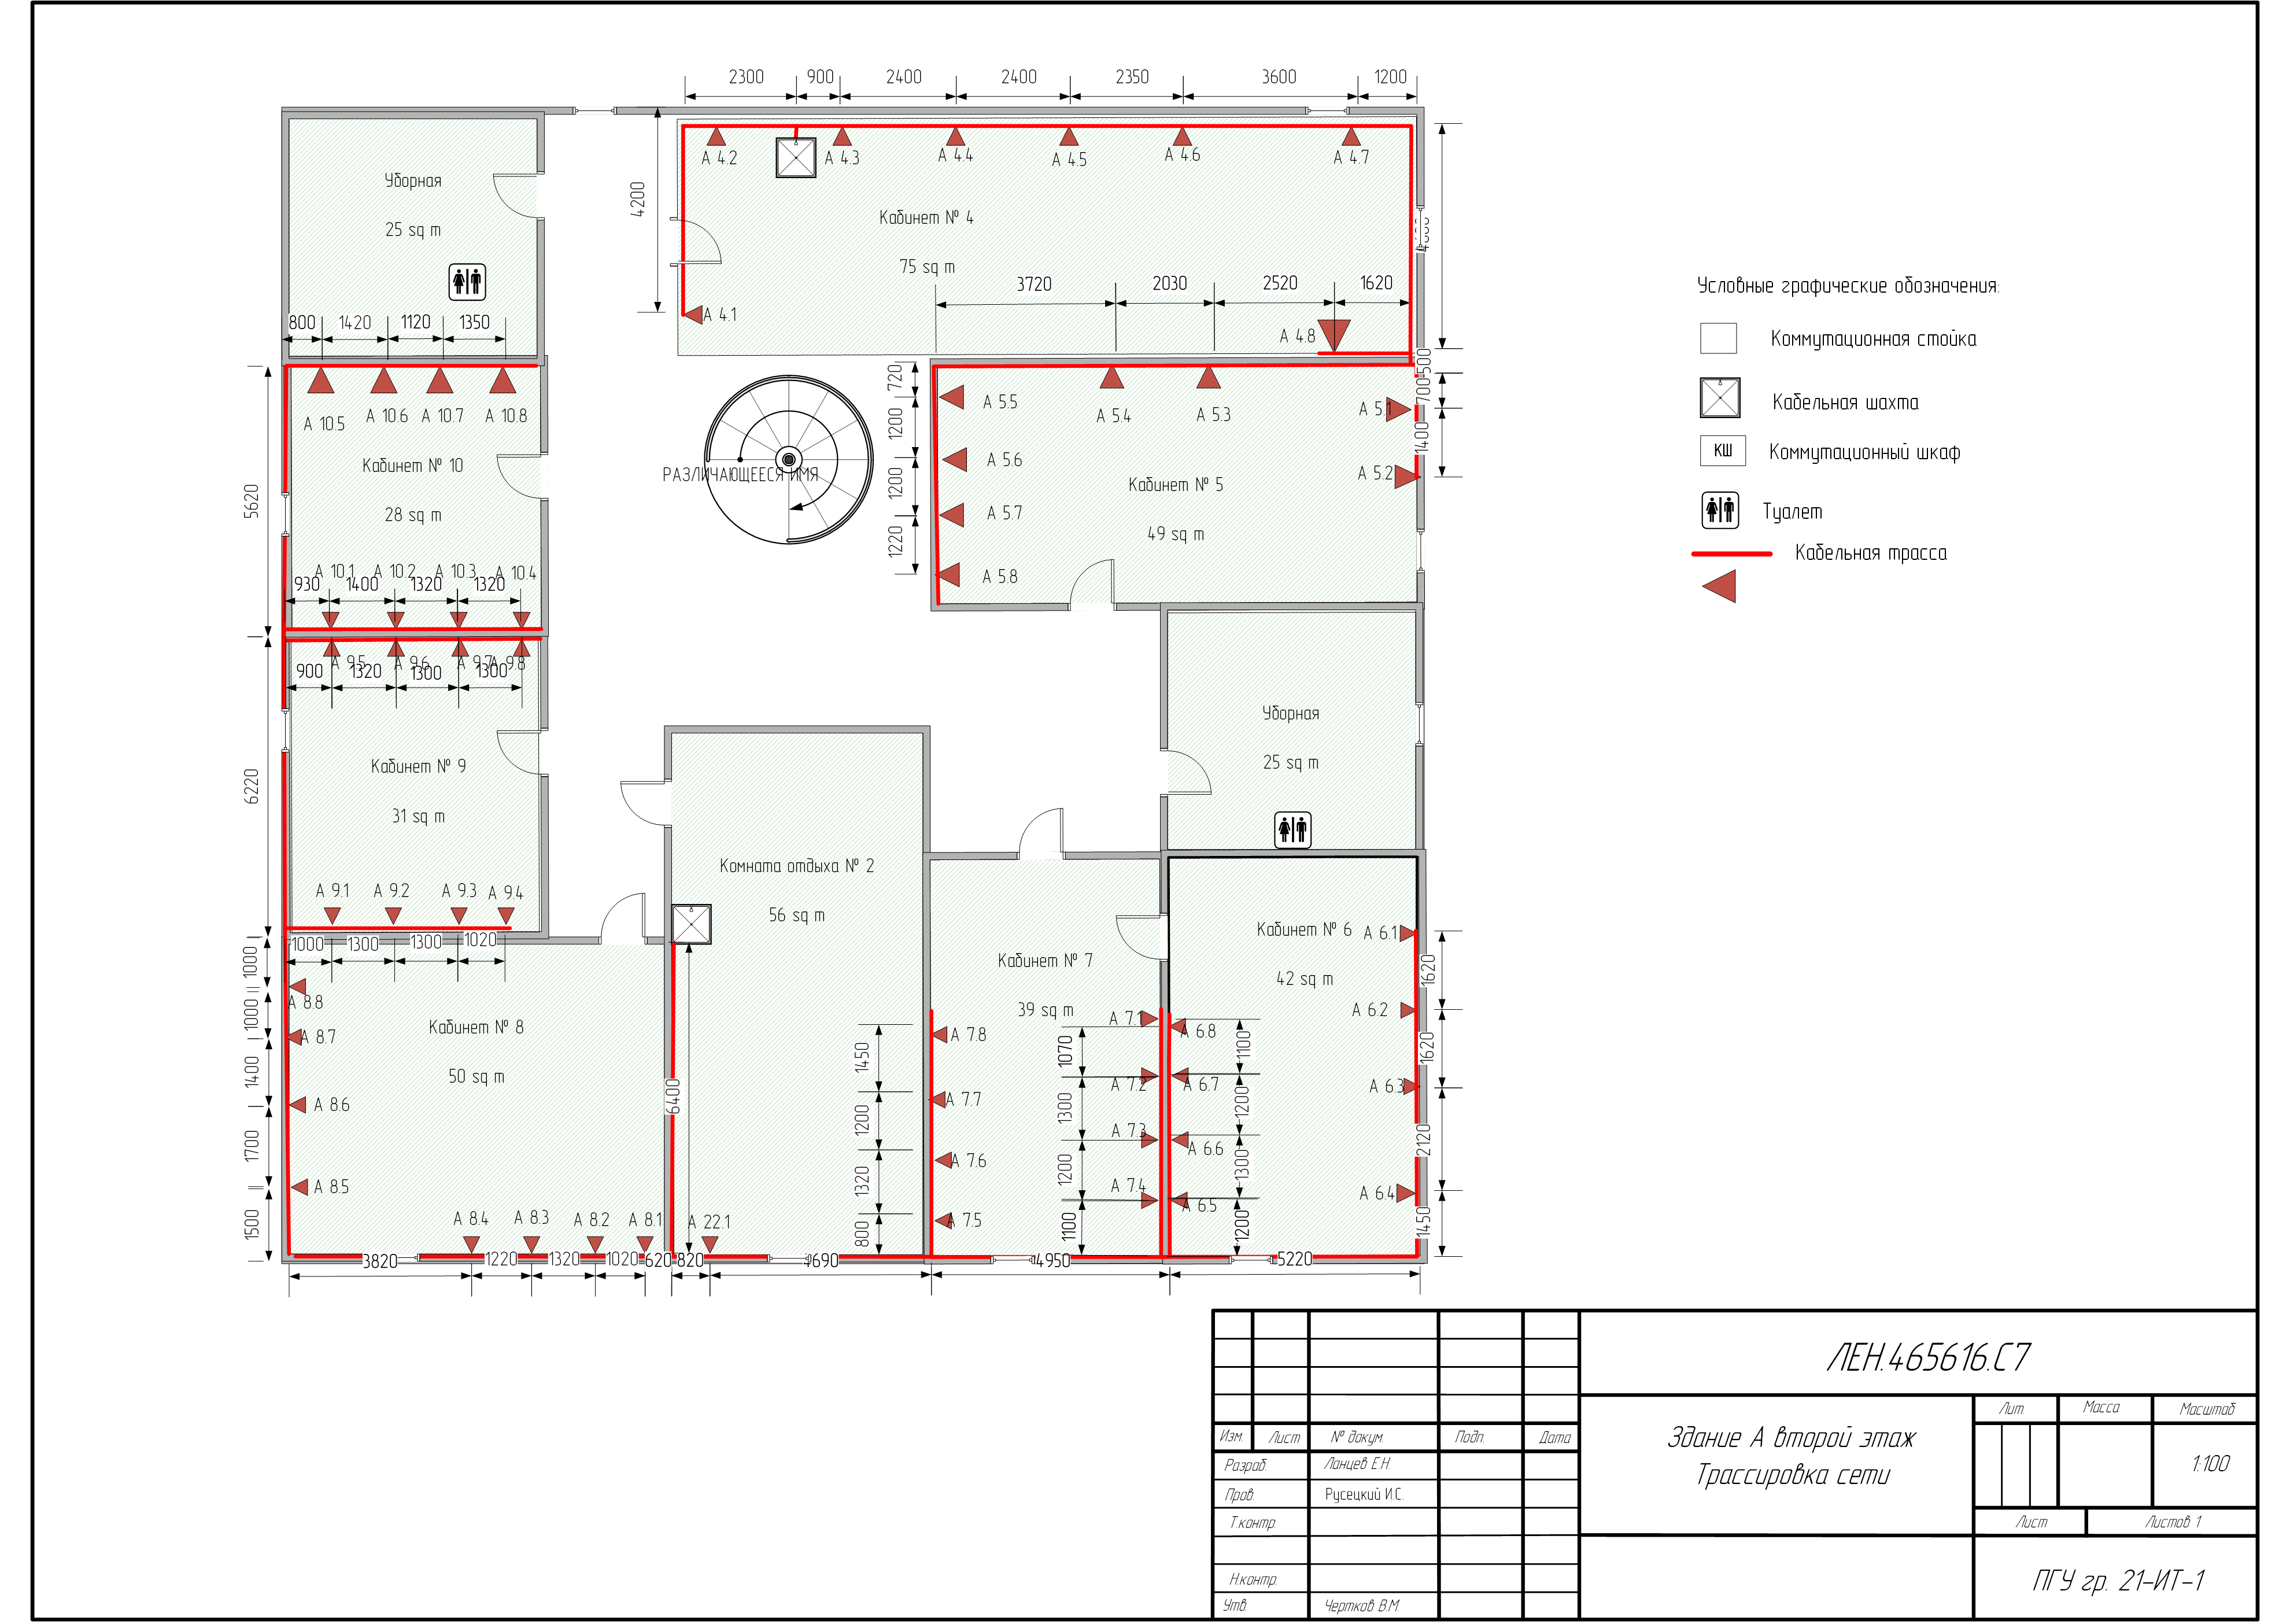 2300 900 2400 2400 2350 3600 1200
А 4.2 А 4.3 А 4.4 А 4.5 А 4.6 А 4.7
Уборная
25 sq m
4200
Кабинет № 4
75 sq m
3720 2030 2520 1620
А 4.1
А 4.8
800 1420 1120 1350
500
700
1400
720
1200
1200
1220
А 10.5 А 10.6 А 10.7 А 10.8
Кабинет № 10
28 sq m
5620
А 10.1 А 10.2 А 10.3 А 10.4
930 1400 1320 1320
РАЗЛИЧАЮЩЕЕСЯ ИМЯ
А 5.5 А 5.4 А 5.3 А 5.1
А 5.6
А 5.2
Кабинет № 5
49 sq m
А 5.7
А 5.8
А 9.5 А 9.6 А 9.7 А 9.8
900 1320 1300 1300
Кабинет № 9
31 sq m
6220
А 9.1 А 9.2 А 9.3 А 9.4
1000 1300 1300 1020
Уборная
25 sq m
Комната отдыха № 2
56 sq m
6400
Кабинет № 6
42 sq m
А 6.1
А 6.2
А 6.3
А 6.4
1620
1620
2120
1450
Кабинет № 7
39 sq m
А 7.1
А 7.2
А 7.3
А 7.4
1070
1300
1200
1100
А 6.8
А 6.7
А 6.6
А 6.5
1100
1200
1300
1200
А 7.8
А 7.7
А 7.6
А 7.5
1450
1200
1320
800
1000
1000
1400
1700
1500
А 8.8
А 8.7
А 8.6
А 8.5
Кабинет № 8
50 sq m
А 8.4 А 8.3 А 8.2 А 8.1 А 22.1
3820 1220 1320 1020 620 820 4690 4950 5220
Условные графические обозначения:
Коммутационная стойка
Кабельная шахта
КШ Коммутационный шкаф
Туалет
Кабельная трасса
ЛЕН.465616.С7
Здание А второй этаж
Трассировка сети
Лит. Масса Масштаб
1:100
Лист Листов 1
ПГУ гр. 21-ИТ-1
Изм. Лист № докум. Подп. Дата
Разраб. Ланцев Е.Н.
Пров. Русецкий И.С.
Т.контр.
Н.контр.
Утв. Чертков В.М.